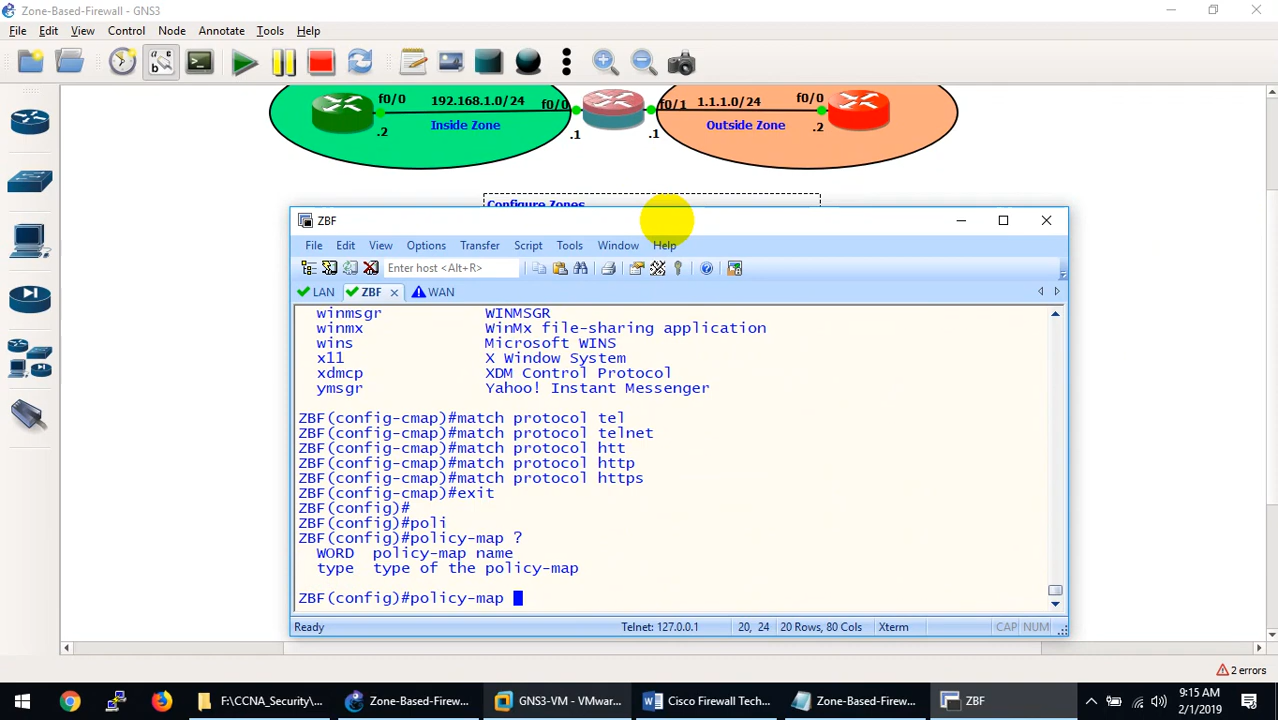 Zone-Based-Firewall - GNS3
File Edit View Control Node Annotate Tools Help
f0/0 192.168.1.0/24 f0/0 f0/1 1.1.1.0/24 f0/0
Inside Zone Outside Zone
.2 .1 .1 .2
Configure Zones
ZBF
File Edit View Options Transfer Script Tools Window Help
Enter host <Alt+R>
LAN ZBF WAN
winmsgr WINMSGR
winmx WinMx file-sharing application
wins Microsoft WINS
x11 X Window System
xdmcp XDM Control Protocol
ymsgr Yahoo! Instant Messenger
ZBF(config-cmap)#match protocol tel
ZBF(config-cmap)#match protocol telnet
ZBF(config-cmap)#match protocol htt
ZBF(config-cmap)#match protocol http
ZBF(config-cmap)#match protocol https
ZBF(config-cmap)#exit
ZBF(config)#
ZBF(config)#poli
ZBF(config)#policy-map ?
WORD policy-map name
type type of the policy-map
ZBF(config)#policy-map
Ready Telnet: 127.0.0.1 20, 24 20 Rows, 80 Cols Xterm CAP NUM
2 errors
F:\CCNA_Security\... Zone-Based-Firewall... GNS3-VM - VMwar... Cisco Firewall Tech... Zone-Based-Firewal... ZBF
9:15 AM
2/1/2019